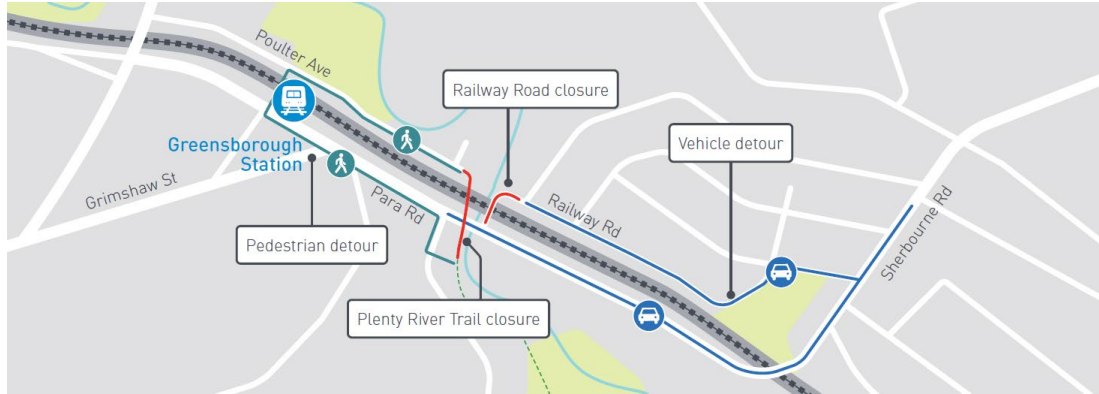 Poulter Ave
Railway Road closure
Vehicle detour
Greensborough
Station
Grimshaw St
Para Rd
Railway Rd
Sherbourne Rd
Pedestrian detour
Plenty River Trail closure